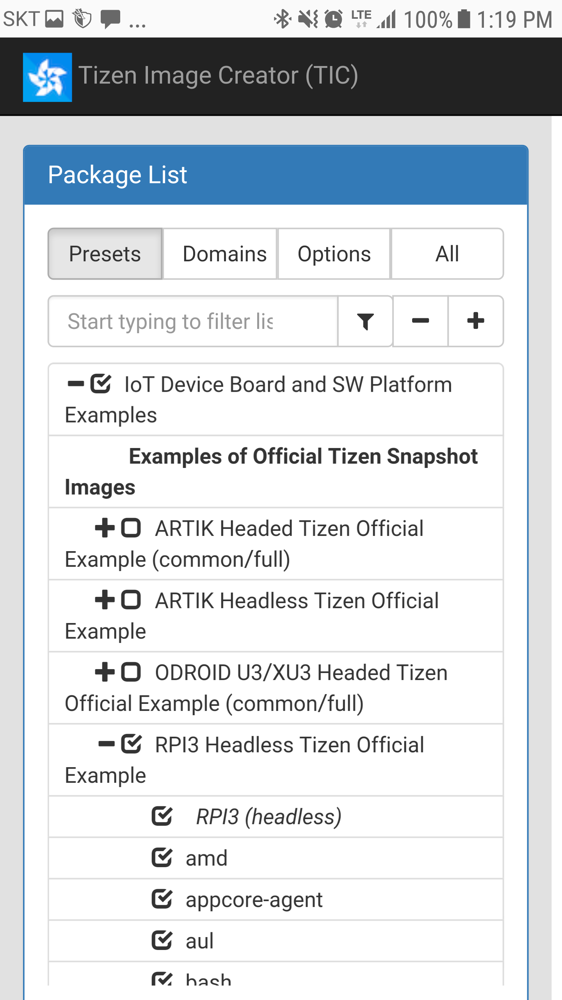 SKT ... LTE 100% 1:19 PM
Tizen Image Creator (TIC)
Package List
Presets Domains Options All
Start typing to filter lis
IoT Device Board and SW Platform
Examples
Examples of Official Tizen Snapshot
Images
ARTIK Headed Tizen Official
Example (common/full)
ARTIK Headless Tizen Official
Example
ODROID U3/XU3 Headed Tizen
Official Example (common/full)
RPI3 Headless Tizen Official
Example
RPI3 (headless)
amd
appcore-agent
aul
bash